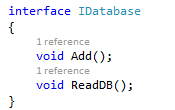 interface IDatabase
{
1 reference
void Add();
1 reference
void ReadDB();
}